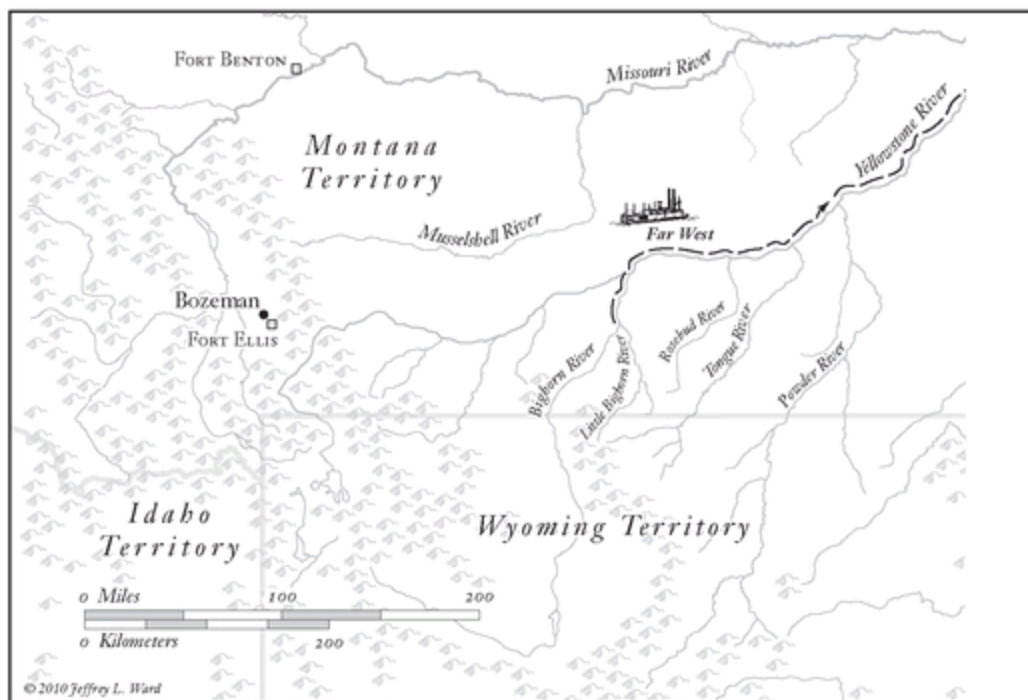 Fort Benton
Missouri River
Yellowstone River
Montana
Territory
Musselshell River
Far West
Bozeman
Fort Ellis
Bighorn River
Little Bighorn River
Rosebud River
Tongue River
Powder River
Idaho
Territory
Wyoming Territory
0 Miles 100 200
0 Kilometers 200
© 2010 Jeffrey L. Ward